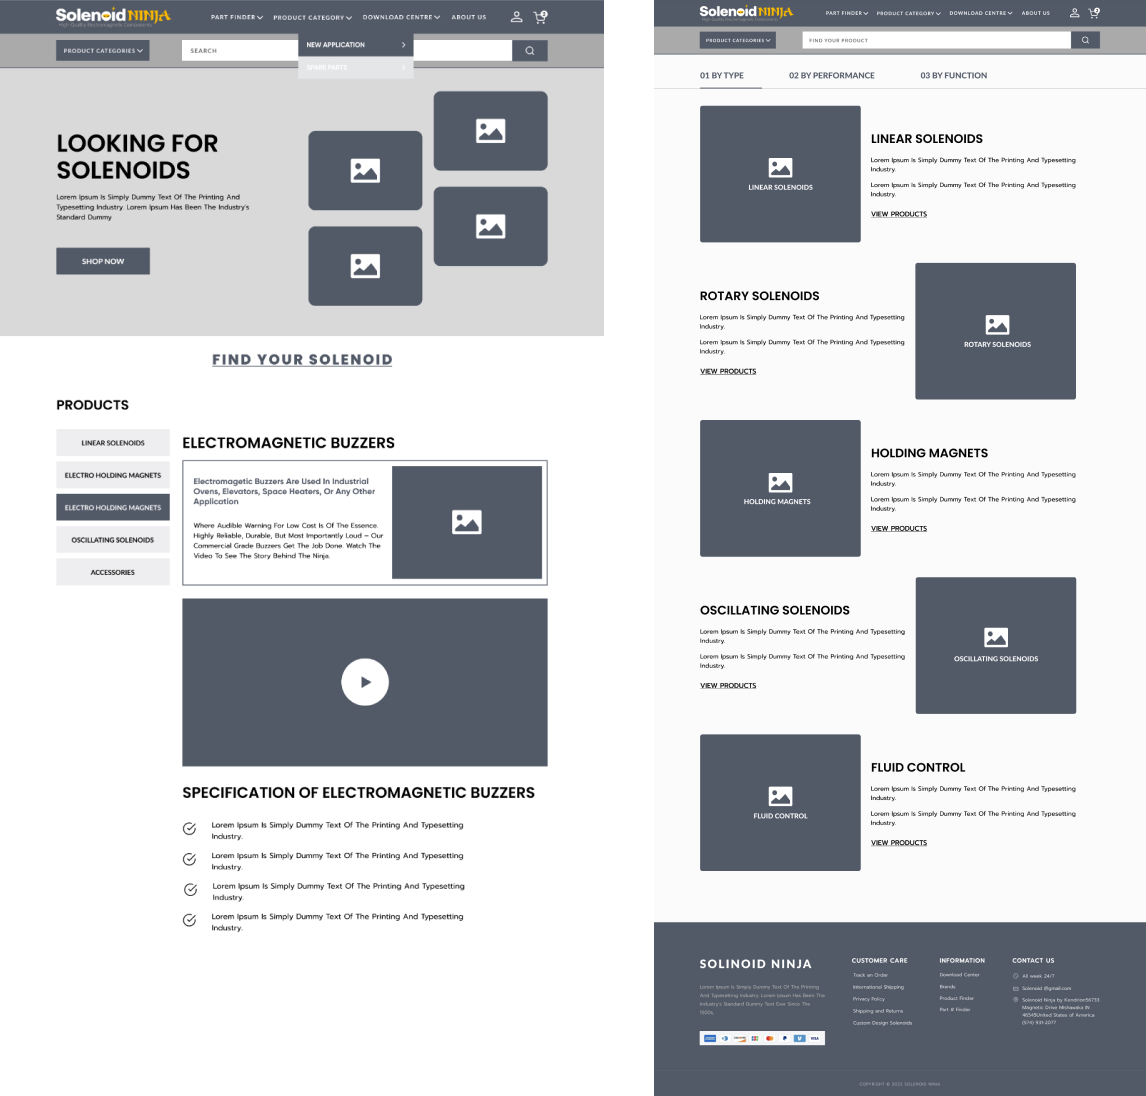 Solenoid NINJA
High Quality Electromagnetic Components
PART FINDER
PRODUCT CATEGORY
DOWNLOAD CENTRE
ABOUT US
PRODUCT CATEGORIES
SEARCH
NEW APPLICATION
SPARE PARTS
LOOKING FOR
SOLENOIDS
Lorem Ipsum Is Simply Dummy Text Of The Printing And
Typesetting Industry. Lorem Ipsum Has Been The Industry's
Standard Dummy
SHOP NOW
FIND YOUR SOLENOID
PRODUCTS
LINEAR SOLENOIDS
ELECTRO HOLDING MAGNETS
ELECTRO HOLDING MAGNETS
OSCILLATING SOLENOIDS
ACCESSORIES
ELECTROMAGNETIC BUZZERS
Electromagetic Buzzers Are Used In Industrial
Ovens, Elevators, Space Heaters, Or Any Other
Application
Where Audible Warning For Low Cost Is Of The Essence.
Highly Reliable, Durable, But Most Importantly Loud – Our
Commercial Grade Buzzers Get The Job Done. Watch The
Video To See The Story Behind The Ninja.
SPECIFICATION OF ELECTROMAGNETIC BUZZERS
Lorem Ipsum Is Simply Dummy Text Of The Printing And Typesetting
Industry.
Lorem Ipsum Is Simply Dummy Text Of The Printing And Typesetting
Industry.
Lorem Ipsum Is Simply Dummy Text Of The Printing And Typesetting
Industry.
Lorem Ipsum Is Simply Dummy Text Of The Printing And Typesetting
Industry.
Solenoid NINJA
High Quality Electromagnetic Components
PART FINDER
PRODUCT CATEGORY
DOWNLOAD CENTRE
ABOUT US
PRODUCT CATEGORIES
FIND YOUR PRODUCT
01 BY TYPE
02 BY PERFORMANCE
03 BY FUNCTION
LINEAR SOLENOIDS
LINEAR SOLENOIDS
Lorem Ipsum Is Simply Dummy Text Of The Printing And Typesetting
Industry.
Lorem Ipsum Is Simply Dummy Text Of The Printing And Typesetting
Industry.
VIEW PRODUCTS
ROTARY SOLENOIDS
Lorem Ipsum Is Simply Dummy Text Of The Printing And Typesetting
Industry.
Lorem Ipsum Is Simply Dummy Text Of The Printing And Typesetting
Industry.
VIEW PRODUCTS
ROTARY SOLENOIDS
HOLDING MAGNETS
HOLDING MAGNETS
Lorem Ipsum Is Simply Dummy Text Of The Printing And Typesetting
Industry.
Lorem Ipsum Is Simply Dummy Text Of The Printing And Typesetting
Industry.
VIEW PRODUCTS
OSCILLATING SOLENOIDS
Lorem Ipsum Is Simply Dummy Text Of The Printing And Typesetting
Industry.
Lorem Ipsum Is Simply Dummy Text Of The Printing And Typesetting
Industry.
VIEW PRODUCTS
OSCILLATING SOLENOIDS
FLUID CONTROL
FLUID CONTROL
Lorem Ipsum Is Simply Dummy Text Of The Printing And Typesetting
Industry.
Lorem Ipsum Is Simply Dummy Text Of The Printing And Typesetting
Industry.
VIEW PRODUCTS
SOLINOID NINJA
Lorem Ipsum Is Simply Dummy Text Of The Printing
And Typesetting Industry. Lorem Ipsum Has Been The
Industry's Standard Dummy Text Ever Since The
1500s,
VISA
CUSTOMER CARE
Track an Order
International Shipping
Privacy Policy
Shipping and Returns
Custom Design Solenoids
INFORMATION
Download Center
Brands
Product Finder
Part # Finder
CONTACT US
All week 24/7
Solenoid @gmail.com
Solenoid Ninja by Kendrion56733
Magnetic Drive Mishawaka IN
46545United States of America
(574) 931-2077
COPYRIGHT © 2022 SOLENOID NINJA